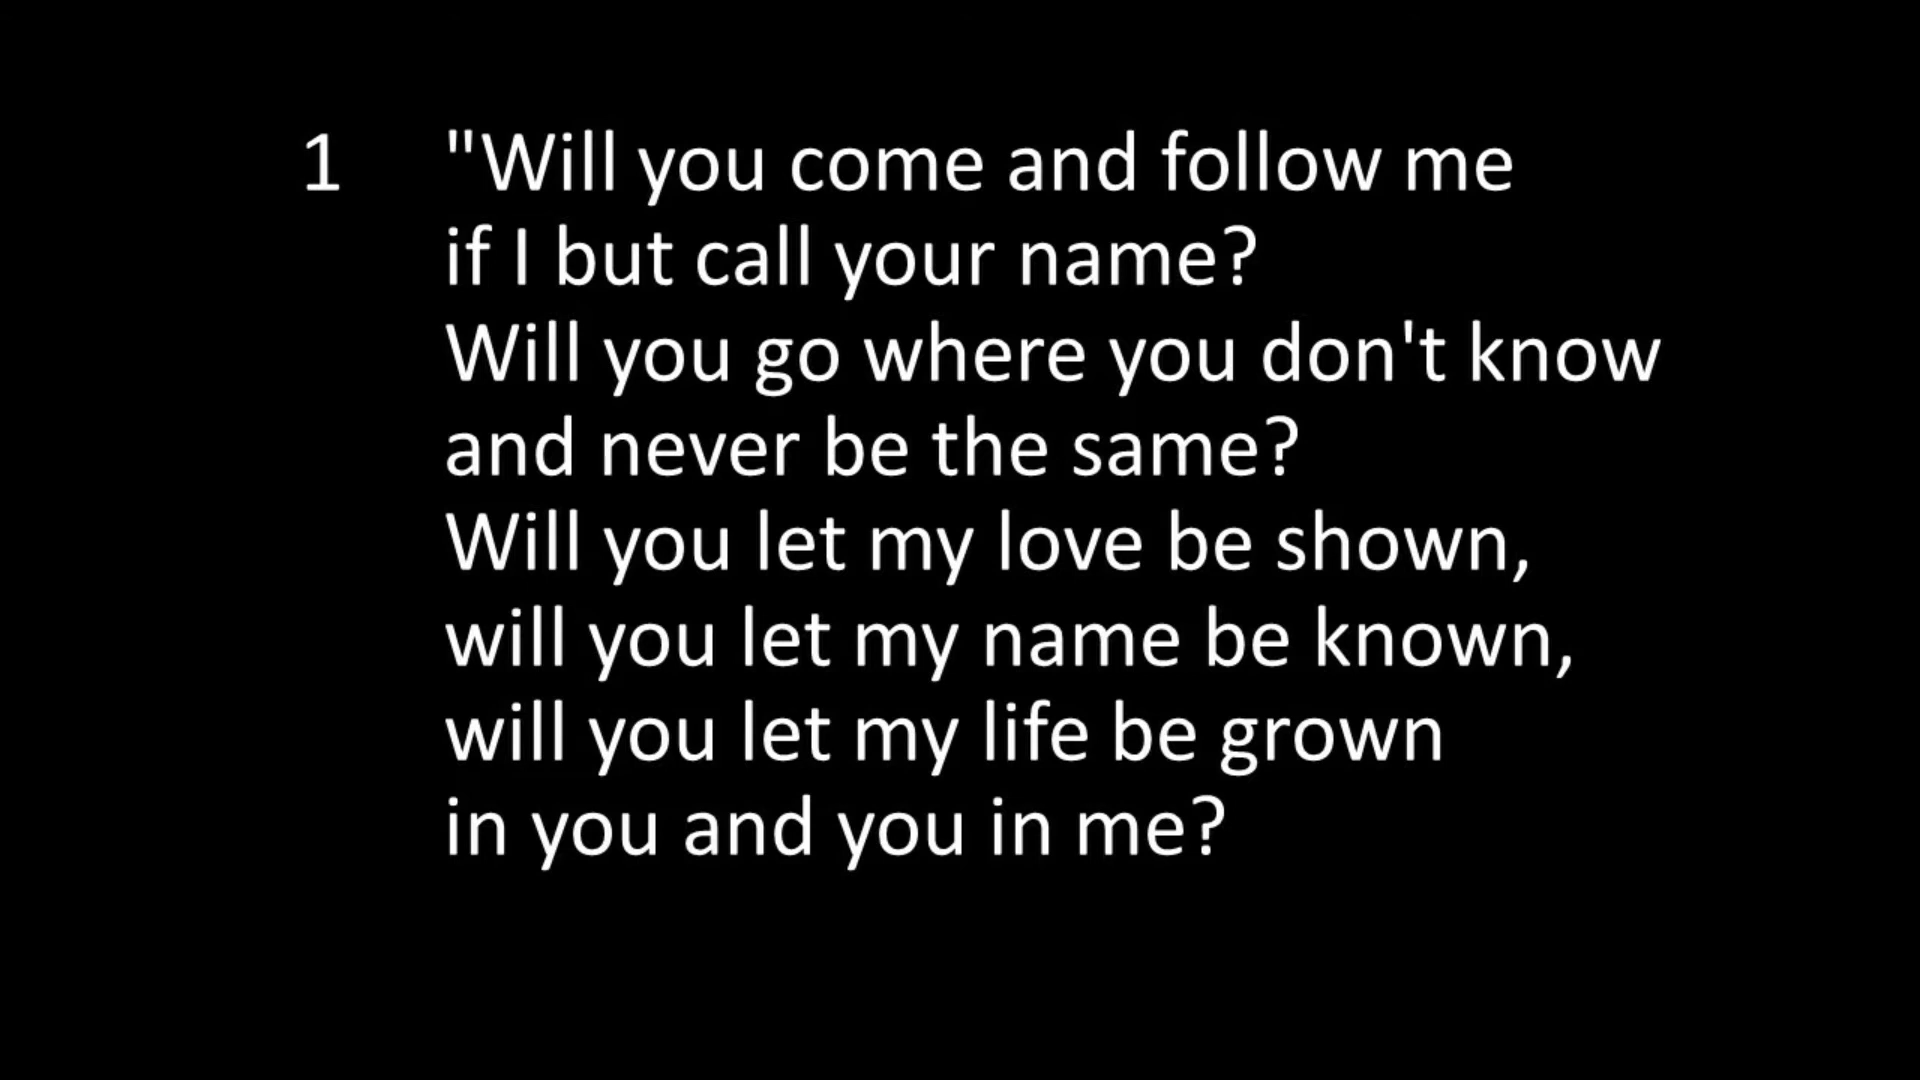 1 "Will you come and follow me
if I but call your name?
Will you go where you don't know
and never be the same?
Will you let my love be shown,
will you let my name be known,
will you let my life be grown
in you and you in me?